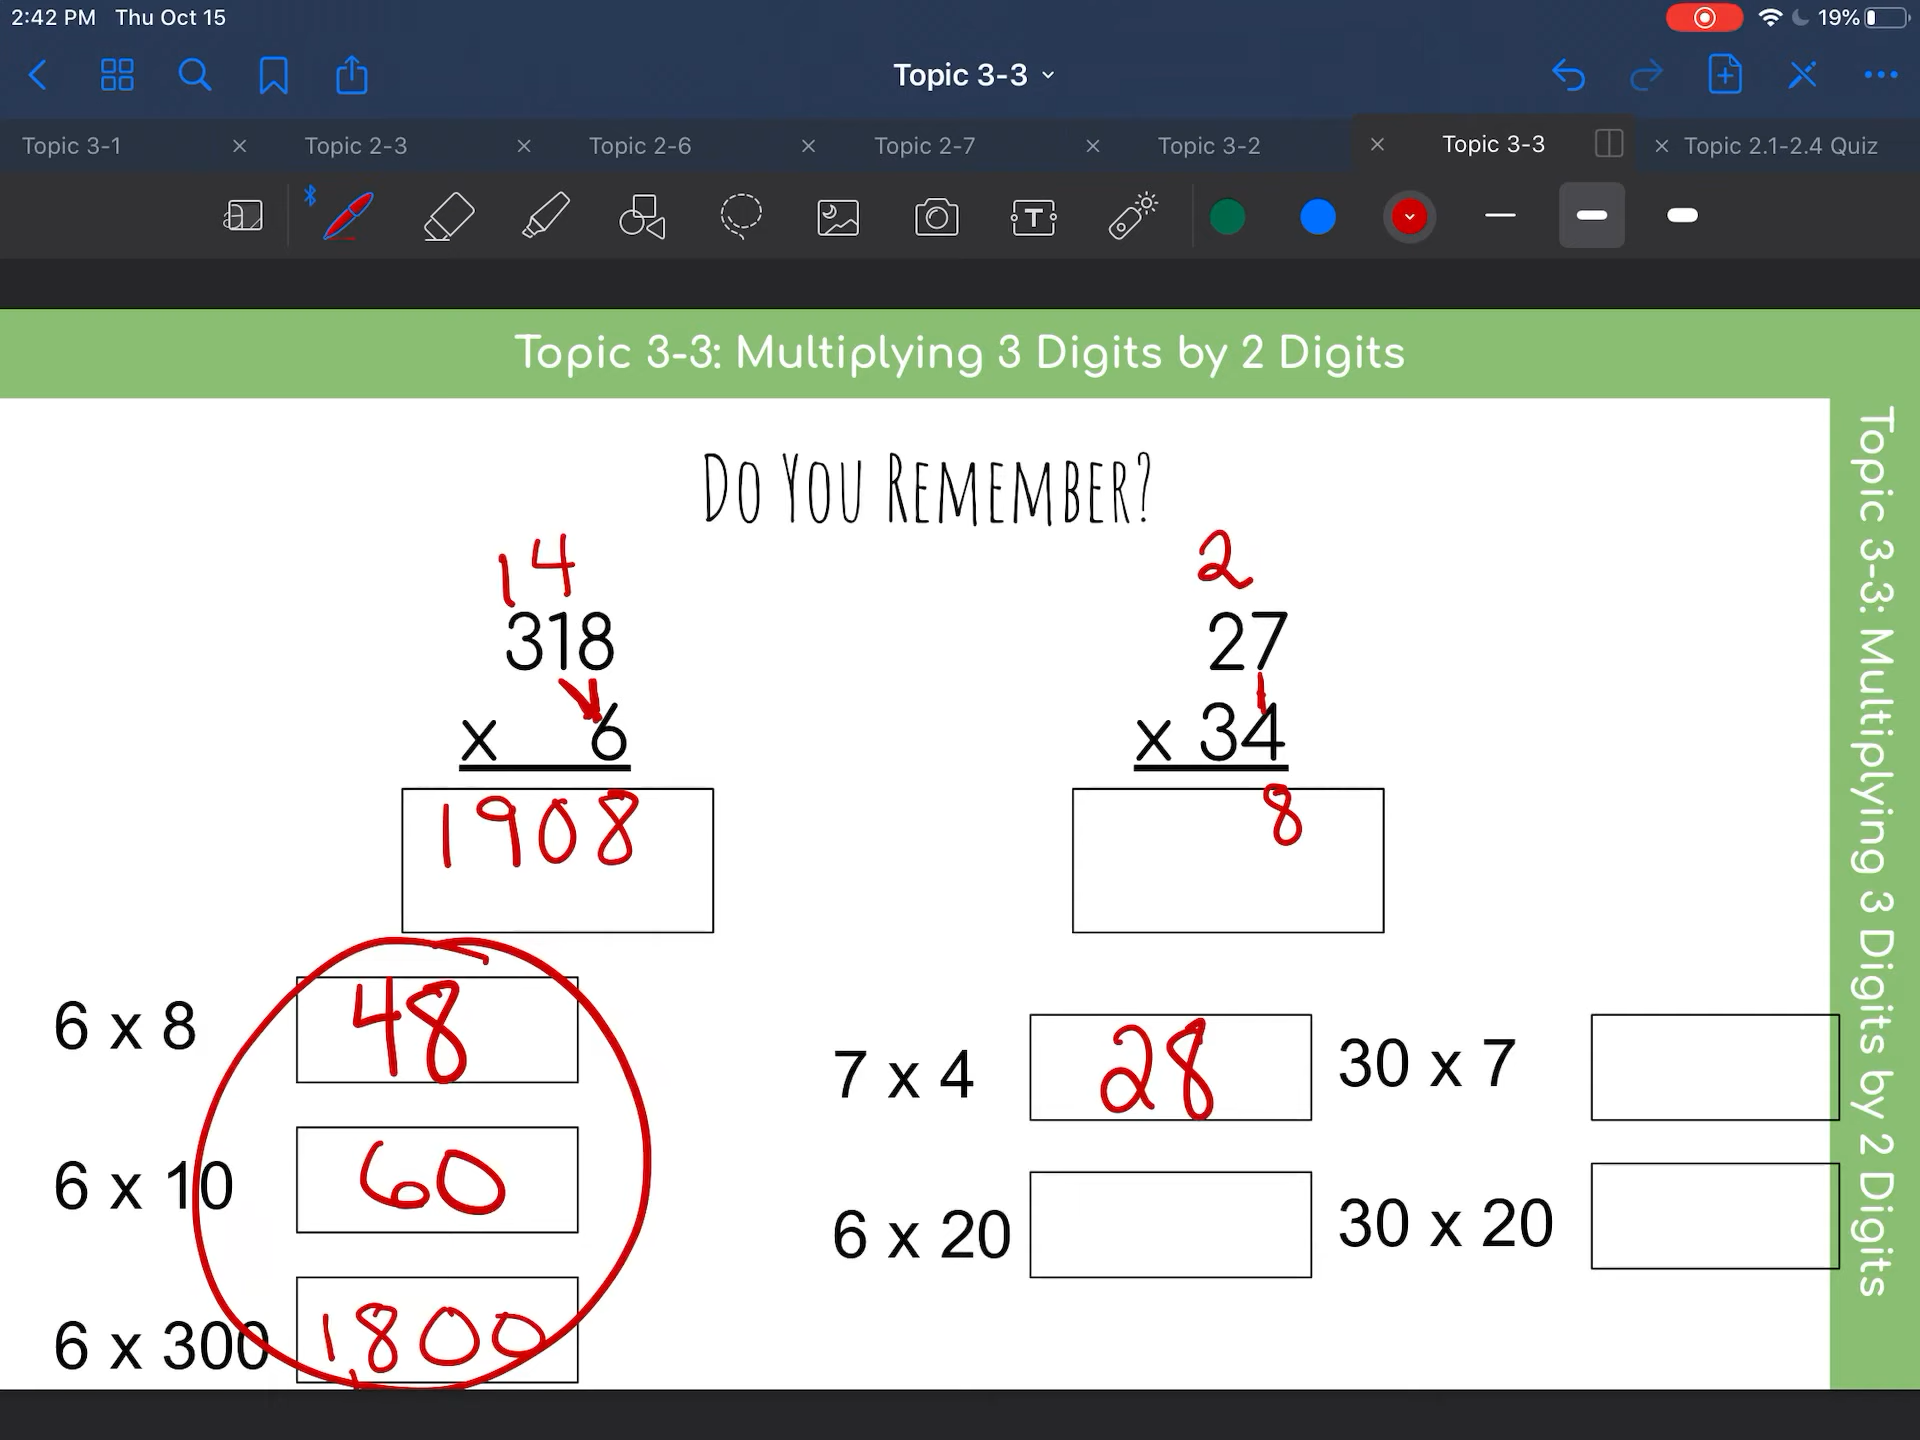 2:42 PM Thu Oct 15
19%
Topic 3-3
Topic 3-1
Topic 2-3
Topic 2-6
Topic 2-7
Topic 3-2
Topic 3-3
Topic 2.1-2.4 Quiz
a
T
Topic 3-3: Multiplying 3 Digits by 2 Digits
Do You Remember?
14
318
x 6
1908
6 x 8 48
6 x 10 60
6 x 300 1,800
2
27
1
x 34
8
7 x 4 28
30 x 7
6 x 20
30 x 20
Topic 3-3: Multiplying 3 Digits by 2 Digits